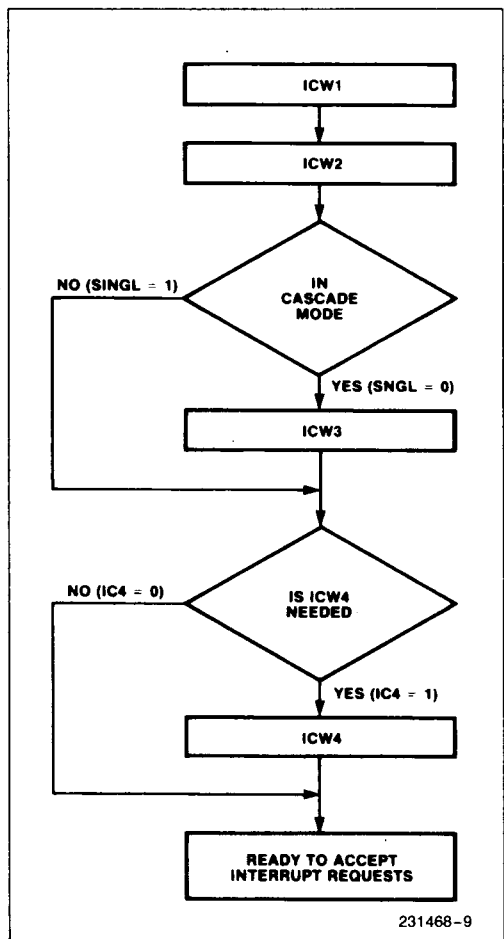 ICW1
ICW2
IN
CASCADE
MODE
NO (SINGL = 1)
YES (SNGL = 0)
ICW3
IS ICW4
NEEDED
NO (IC4 = 0)
YES (IC4 = 1)
ICW4
READY TO ACCEPT
INTERRUPT REQUESTS
231468-9